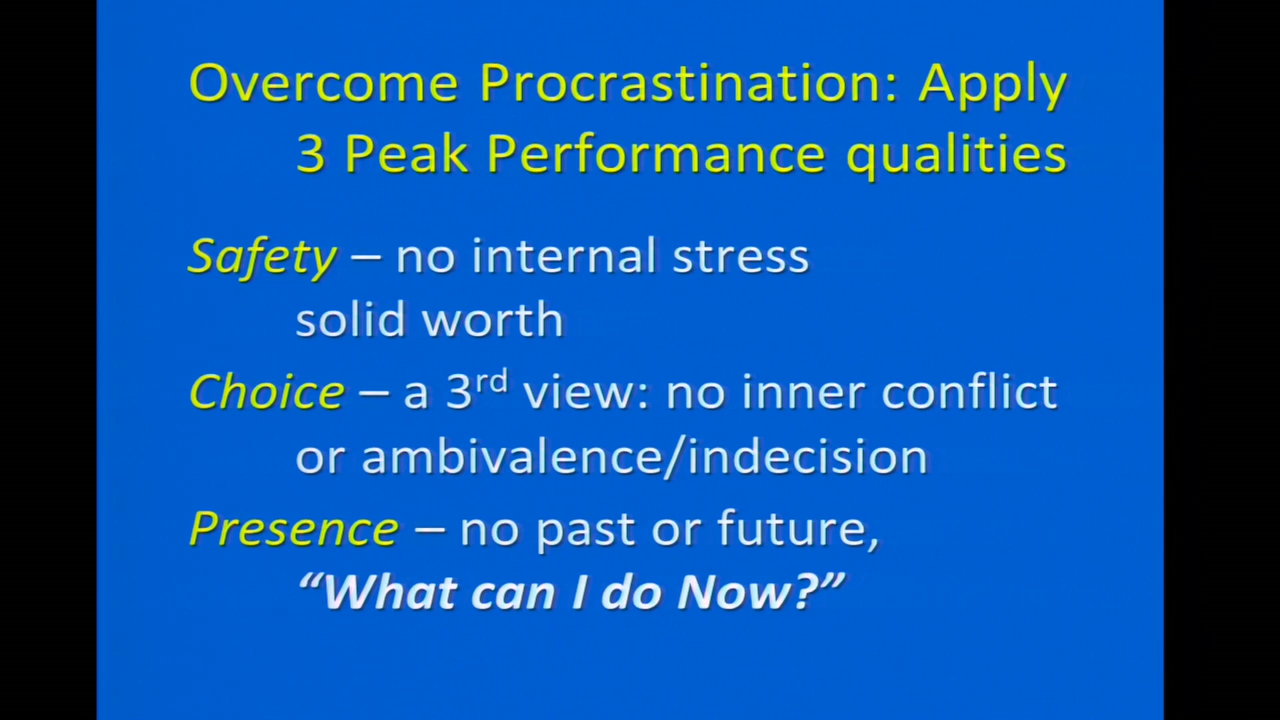 Overcome Procrastination: Apply
3 Peak Performance qualities
Safety – no internal stress
solid worth
Choice – a 3rd view: no inner conflict
or ambivalence/indecision
Presence – no past or future,
“What can I do Now?”